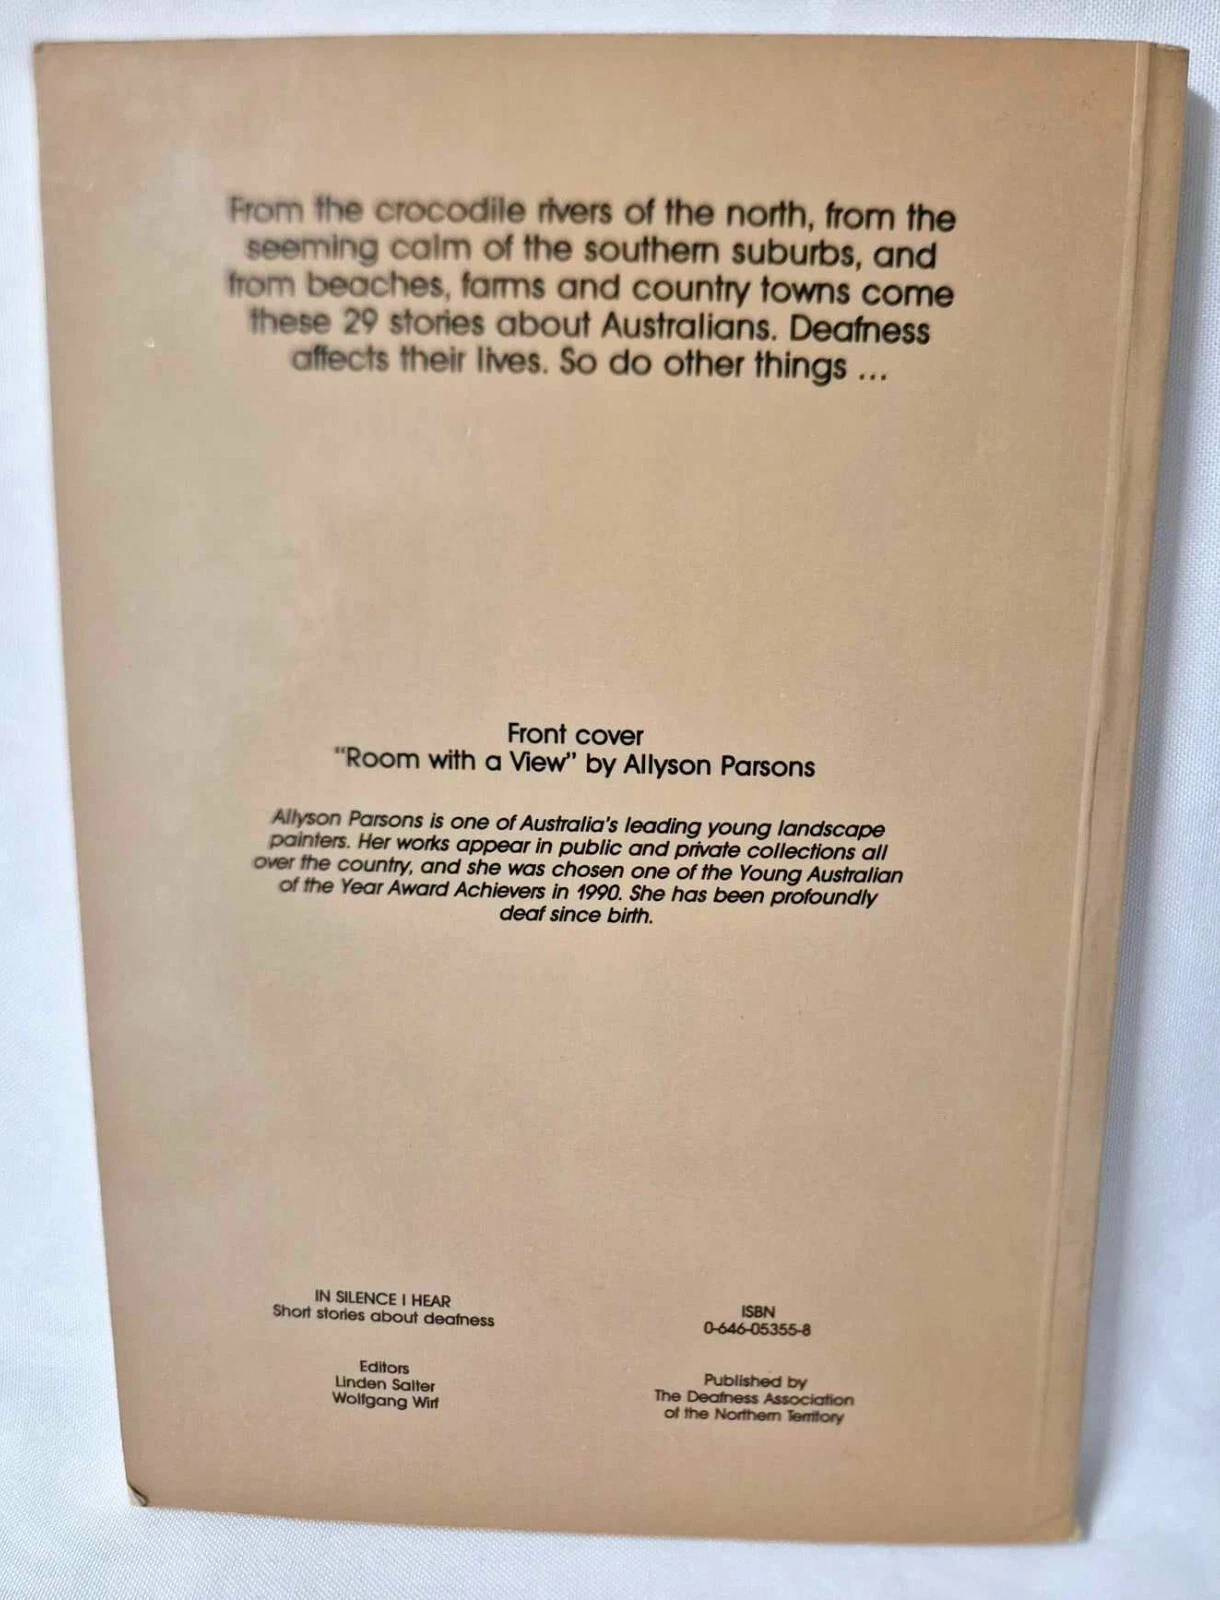 From the crocodile rivers of the north, from the
seeming calm of the southern suburbs, and
from beaches, farms and country towns come
these 29 stories about Australians. Deafness
affects their lives. So do other things ...
Front cover
"Room with a View" by Allyson Parsons
Allyson Parsons is one of Australia's leading young landscape
painters. Her works appear in public and private collections all
over the country, and she was chosen one of the Young Australian
of the Year Award Achievers in 1990. She has been profoundly
deaf since birth.
IN SILENCE I HEAR
Short stories about deafness
Editors
Linden Salter
Wolfgang Wirf
ISBN
0-646-05355-8
Published by
The Deafness Association
of the Northern Territory